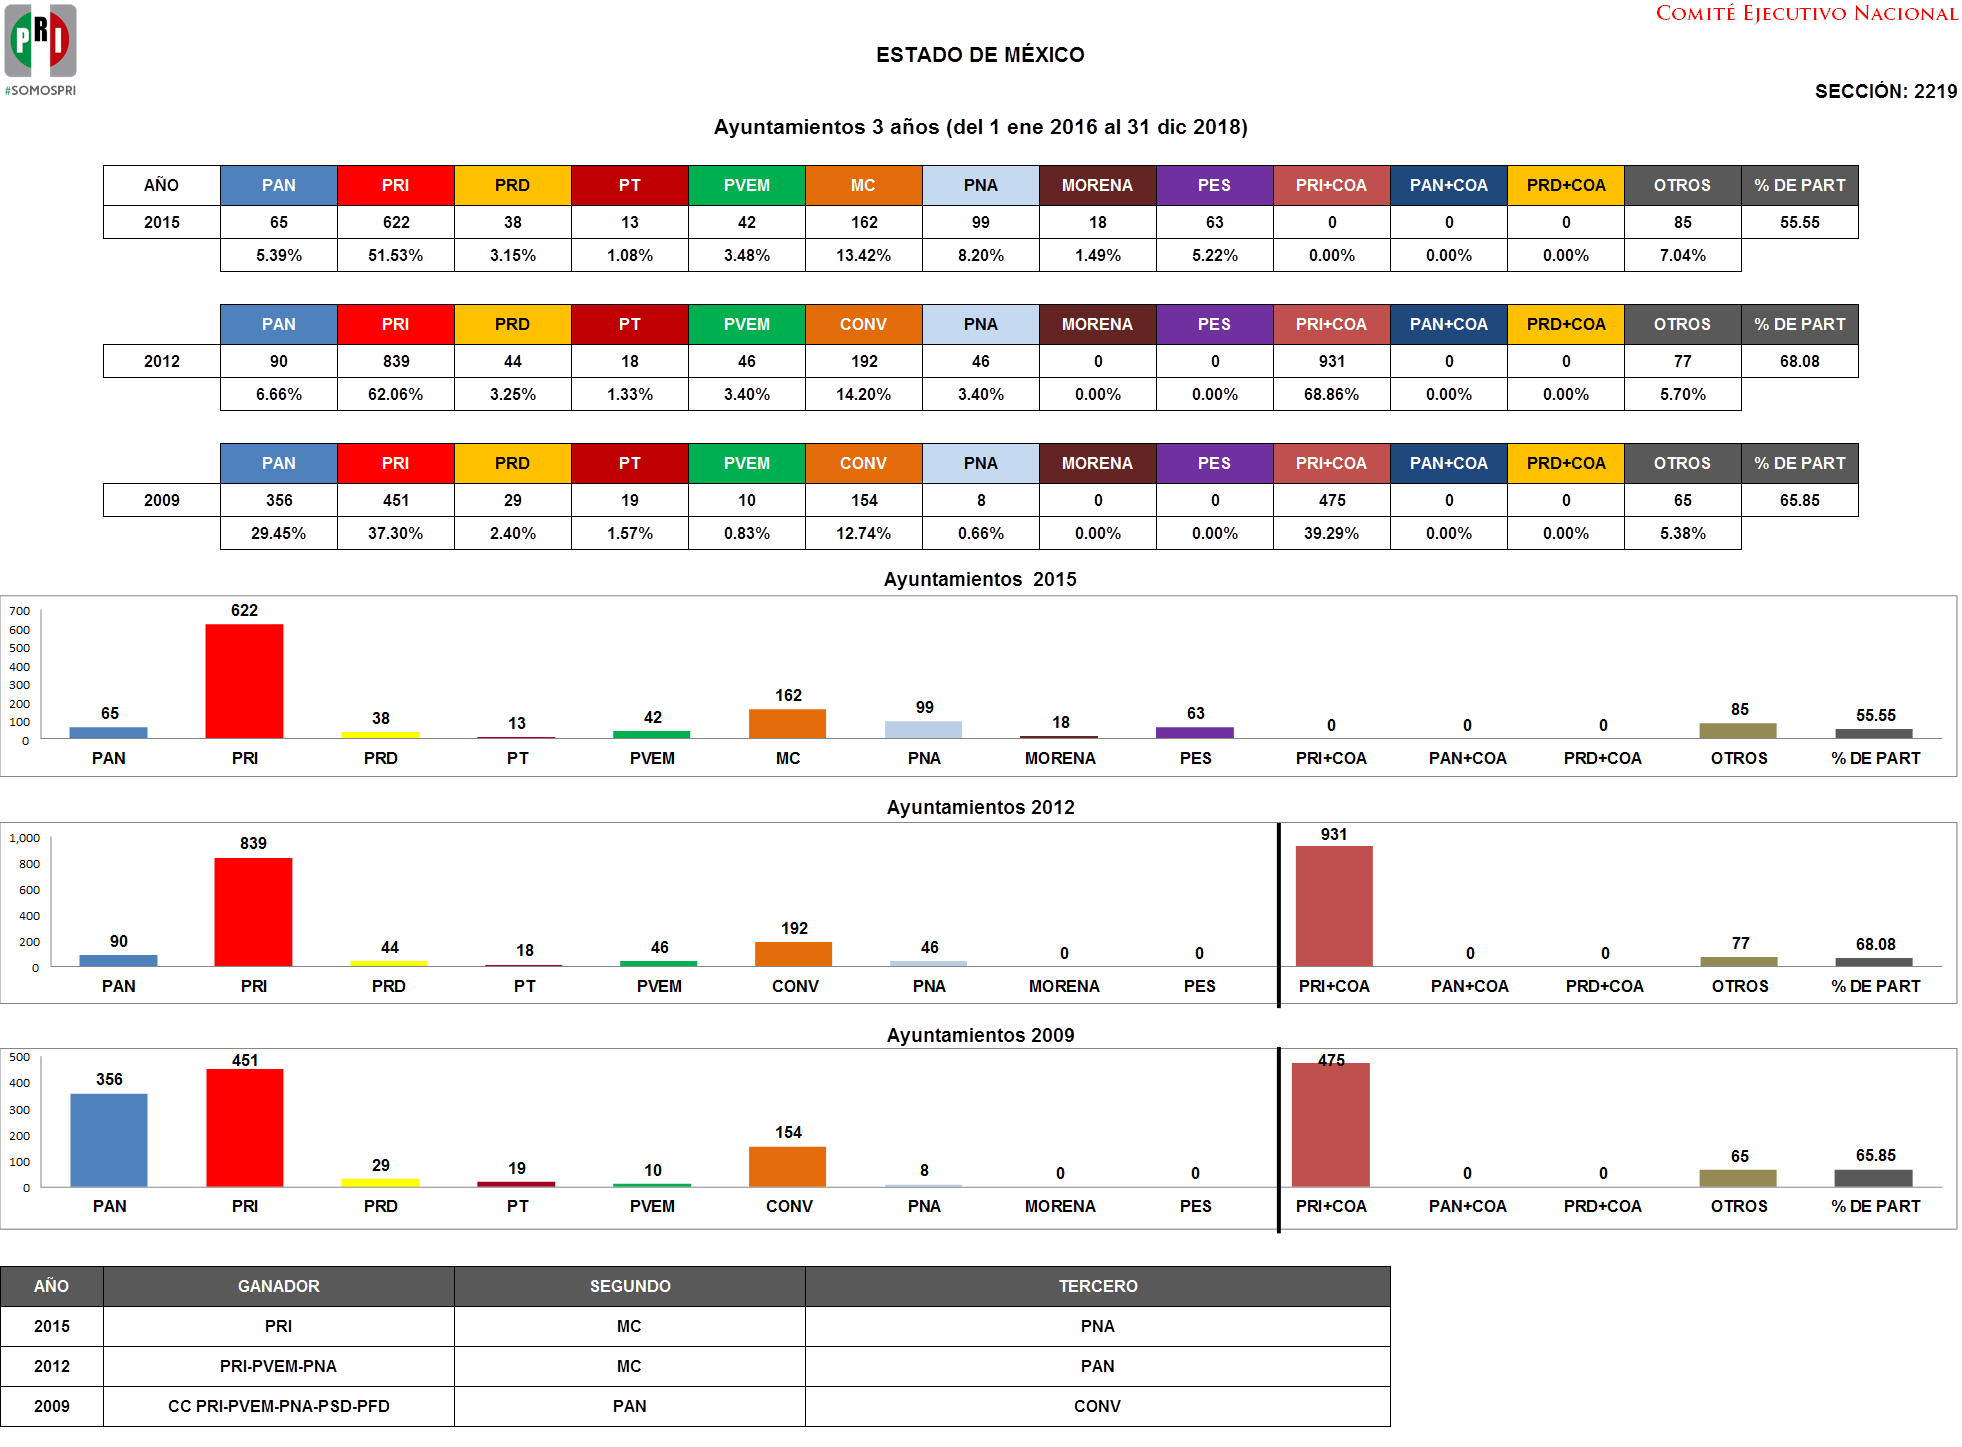 PRI
#SOMOSPRI
COMITÉ EJECUTIVO NACIONAL
ESTADO DE MÉXICO
SECCIÓN: 2219
Ayuntamientos 3 años (del 1 ene 2016 al 31 dic 2018)
AÑO PAN PRI PRD PT PVEM MC PNA MORENA PES PRI+COA PAN+COA PRD+COA OTROS % DE PART
2015 65 622 38 13 42 162 99 18 63 0 0 0 85 55.55
5.39% 51.53% 3.15% 1.08% 3.48% 13.42% 8.20% 1.49% 5.22% 0.00% 0.00% 0.00% 7.04%
PAN PRI PRD PT PVEM CONV PNA MORENA PES PRI+COA PAN+COA PRD+COA OTROS % DE PART
2012 90 839 44 18 46 192 46 0 0 931 0 0 77 68.08
6.66% 62.06% 3.25% 1.33% 3.40% 14.20% 3.40% 0.00% 0.00% 68.86% 0.00% 0.00% 5.70%
PAN PRI PRD PT PVEM CONV PNA MORENA PES PRI+COA PAN+COA PRD+COA OTROS % DE PART
2009 356 451 29 19 10 154 8 0 0 475 0 0 65 65.85
29.45% 37.30% 2.40% 1.57% 0.83% 12.74% 0.66% 0.00% 0.00% 39.29% 0.00% 0.00% 5.38%
Ayuntamientos 2015
700
600
500
400
300
200
100
0
65 622 38 13 42 162 99 18 63 0 0 0 85 55.55
PAN PRI PRD PT PVEM MC PNA MORENA PES PRI+COA PAN+COA PRD+COA OTROS % DE PART
Ayuntamientos 2012
1,000
800
600
400
200
0
90 839 44 18 46 192 46 0 0 931 0 0 77 68.08
PAN PRI PRD PT PVEM CONV PNA MORENA PES PRI+COA PAN+COA PRD+COA OTROS % DE PART
Ayuntamientos 2009
500
400
300
200
100
0
356 451 29 19 10 154 8 0 0 475 0 0 65 65.85
PAN PRI PRD PT PVEM CONV PNA MORENA PES PRI+COA PAN+COA PRD+COA OTROS % DE PART
AÑO GANADOR SEGUNDO TERCERO
2015 PRI MC PNA
2012 PRI-PVEM-PNA MC PAN
2009 CC PRI-PVEM-PNA-PSD-PFD PAN CONV